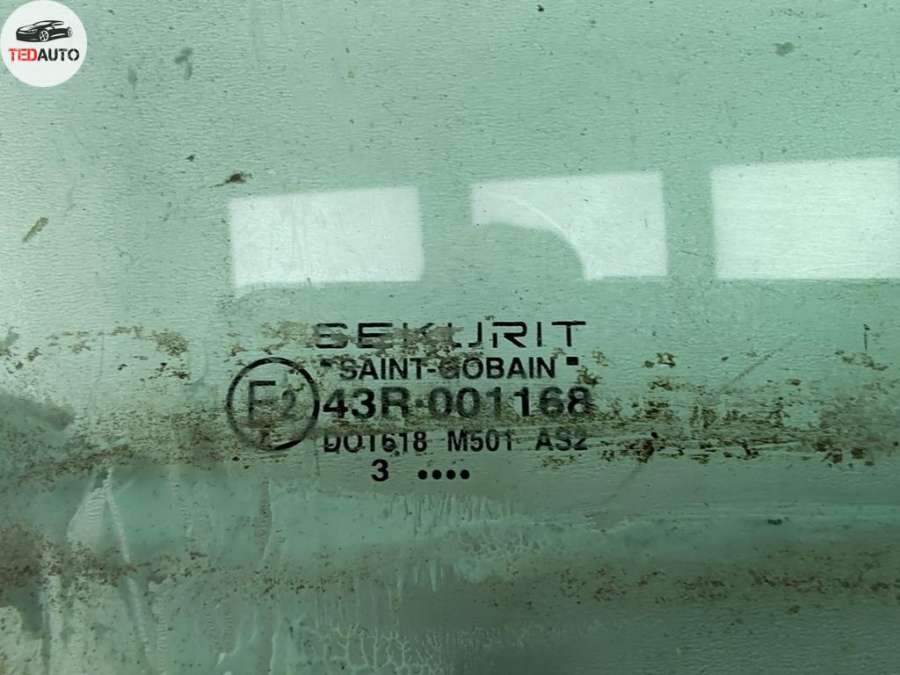 TEDAUTO
SEKURIT
SAINT-GOBAIN
E2 43R-001168
DOT618 M501 AS2
3 ····